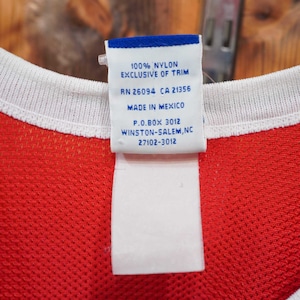 100% NYLON
EXCLUSIVE OF TRIM
RN 26094 CA 21356
MADE IN MEXICO
P.O.BOX 3012
WINSTON-SALEM,NC
27102-3012